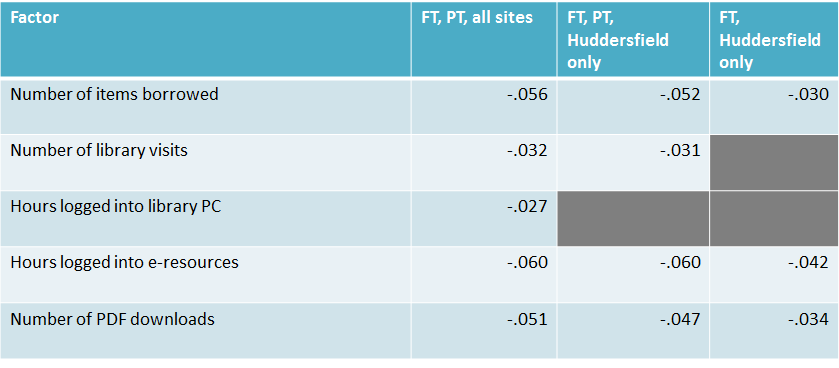 Factor FT, PT, all sites FT, PT, Huddersfield only FT, Huddersfield only
Number of items borrowed -.056 -.052 -.030
Number of library visits -.032 -.031
Hours logged into library PC -.027
Hours logged into e-resources -.060 -.060 -.042
Number of PDF downloads -.051 -.047 -.034